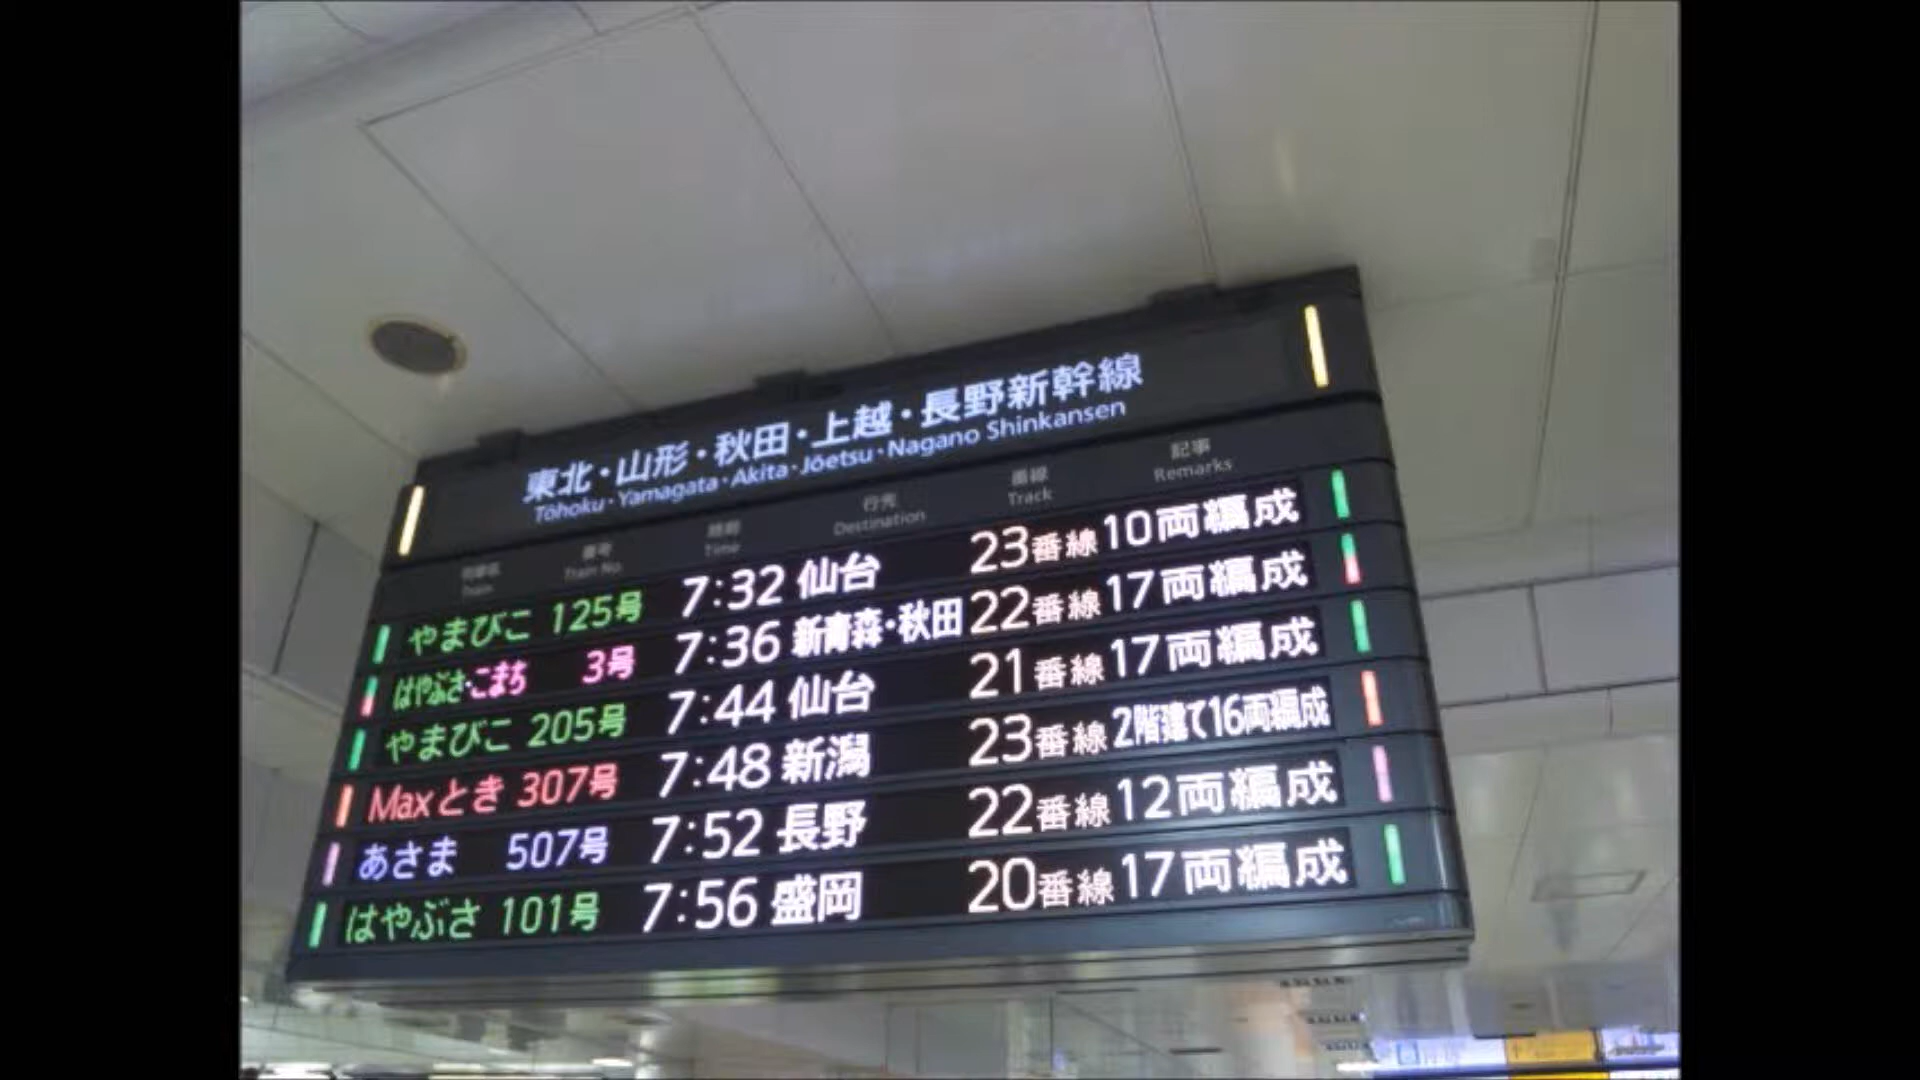 東北・山形・秋田・上越・長野新幹線
Tōhoku・Yamagata・Akita・Jōetsu・Nagano Shinkansen
列車名 番号 時刻 行先 番線 記事
Train Train No. Time Destination Track Remarks
やまびこ 125号 7:32 仙台 23番線 10両編成
はやぶさ・こまち 3号 7:36 新青森・秋田 22番線 17両編成
やまびこ 205号 7:44 仙台 21番線 17両編成
Maxとき 307号 7:48 新潟 23番線 2階建て16両編成
あさま 507号 7:52 長野 22番線 12両編成
はやぶさ 101号 7:56 盛岡 20番線 17両編成